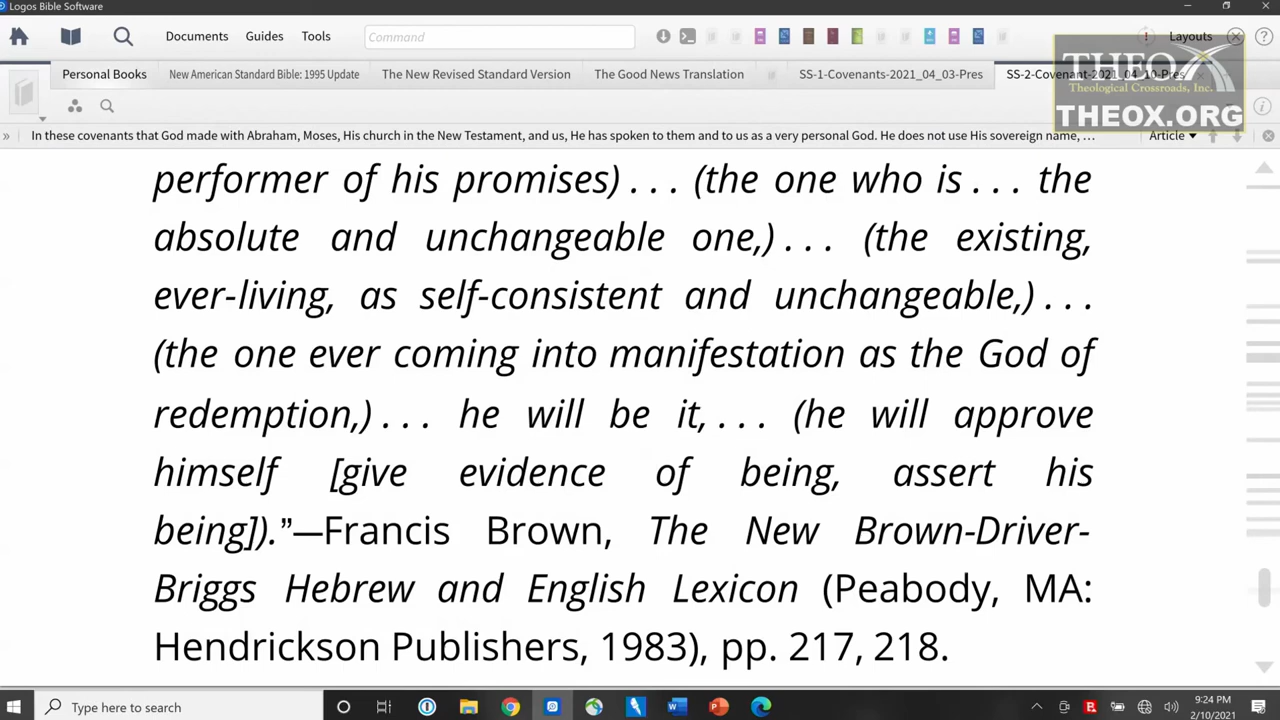 Logos Bible Software
Documents Guides Tools Command Layouts
Personal Books New American Standard Bible: 1995 Update The New Revised Standard Version The Good News Translation SS-1-Covenants-2021_04_03-Pres SS-2-Covenant-2021_04_10-Pres
THEOX
Theological Crossroads, Inc.
THEOX.ORG
In these covenants that God made with Abraham, Moses, His church in the New Testament, and us, He has spoken to them and to us as a very personal God. He does not use His sovereign name, … Article
performer of his promises) . . . (the one who is . . . the
absolute and unchangeable one,) . . . (the existing,
ever-living, as self-consistent and unchangeable,) . . .
(the one ever coming into manifestation as the God of
redemption,) . . . he will be it, . . . (he will approve
himself [give evidence of being, assert his
being]).”—Francis Brown, The New Brown-Driver-
Briggs Hebrew and English Lexicon (Peabody, MA:
Hendrickson Publishers, 1983), pp. 217, 218.
Type here to search
9:24 PM
2/10/2021